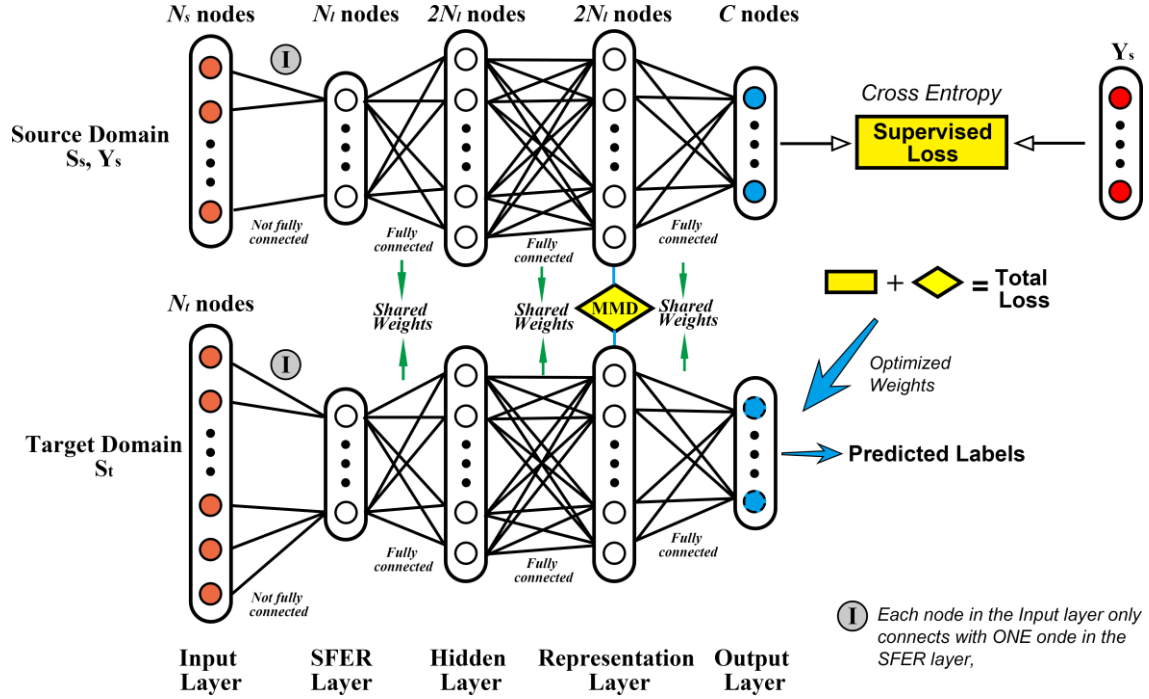 Nₛ nodes
Nₗ nodes
2Nₗ nodes
2Nₗ nodes
C nodes
I
Yₛ
Cross Entropy
Supervised
Loss
Source Domain
Sₛ, Yₛ
Not fully
connected
Fully
connected
Fully
connected
Fully
connected
Nₜ nodes
Shared
Weights
Shared
Weights
MMD
Shared
Weights
+
= Total
Loss
I
Optimized
Weights
Target Domain
Sₜ
Predicted Labels
Not fully
connected
Fully
connected
Fully
connected
Fully
connected
I
Each node in the Input layer only
connects with ONE onde in the
SFER layer,
Input
Layer
SFER
Layer
Hidden
Layer
Representation
Layer
Output
Layer